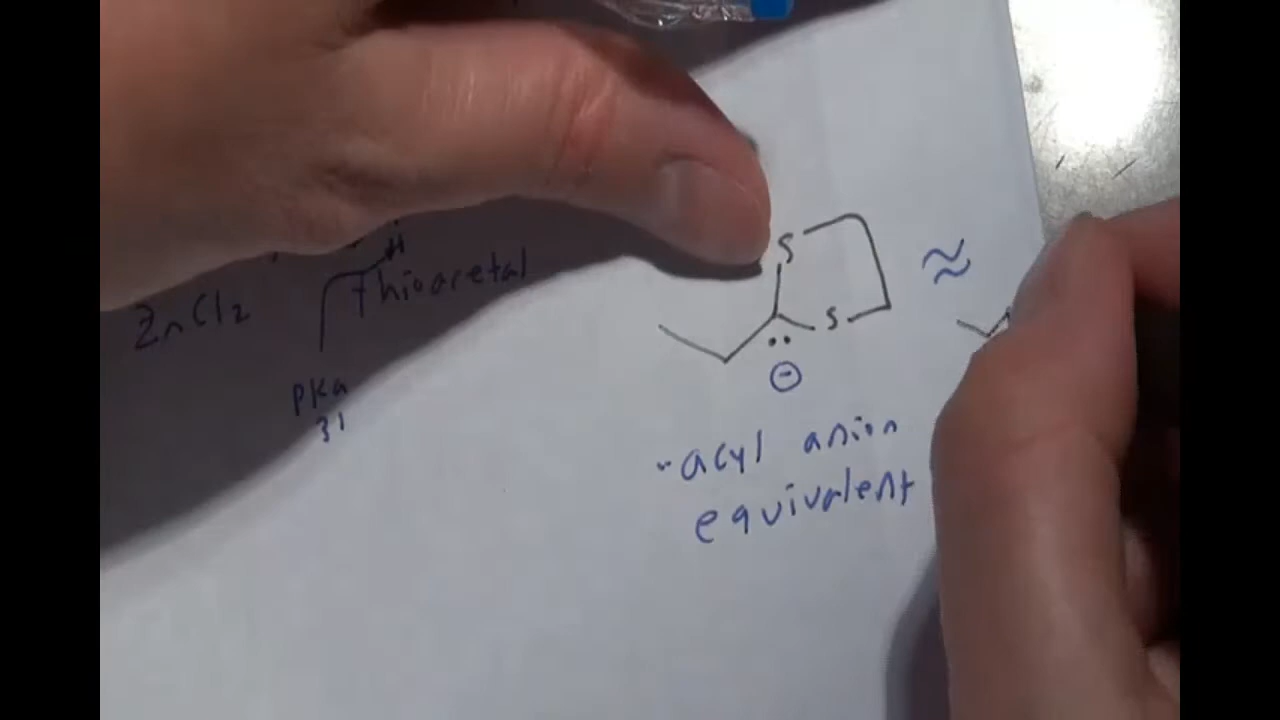 H
ZnCl2
Thioacetal
pKa
31
S
S
≈
⊖
"acyl anion
equivalent